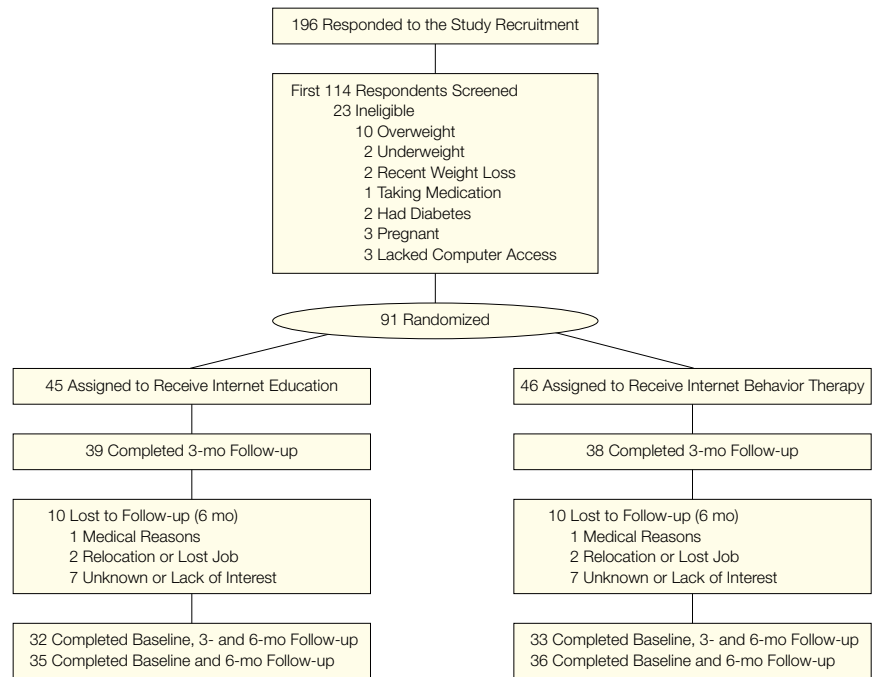 196 Responded to the Study Recruitment
First 114 Respondents Screened
23 Ineligible
10 Overweight
2 Underweight
2 Recent Weight Loss
1 Taking Medication
2 Had Diabetes
3 Pregnant
3 Lacked Computer Access
91 Randomized
45 Assigned to Receive Internet Education
39 Completed 3-mo Follow-up
10 Lost to Follow-up (6 mo)
1 Medical Reasons
2 Relocation or Lost Job
7 Unknown or Lack of Interest
32 Completed Baseline, 3- and 6-mo Follow-up
35 Completed Baseline and 6-mo Follow-up
46 Assigned to Receive Internet Behavior Therapy
38 Completed 3-mo Follow-up
10 Lost to Follow-up (6 mo)
1 Medical Reasons
2 Relocation or Lost Job
7 Unknown or Lack of Interest
33 Completed Baseline, 3- and 6-mo Follow-up
36 Completed Baseline and 6-mo Follow-up